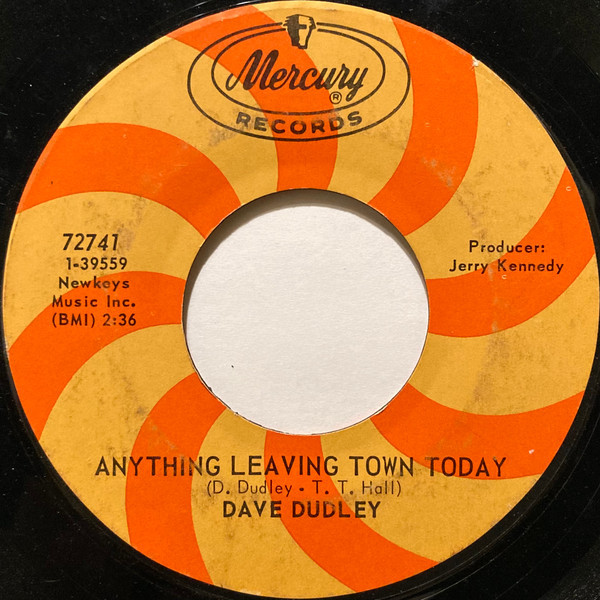 Mercury
®
RECORDS
72741
1-39559
Newkeys
Music Inc.
(BMI) 2:36
Producer:
Jerry Kennedy
ANYTHING LEAVING TOWN TODAY
(D. Dudley - T. T. Hall)
DAVE DUDLEY